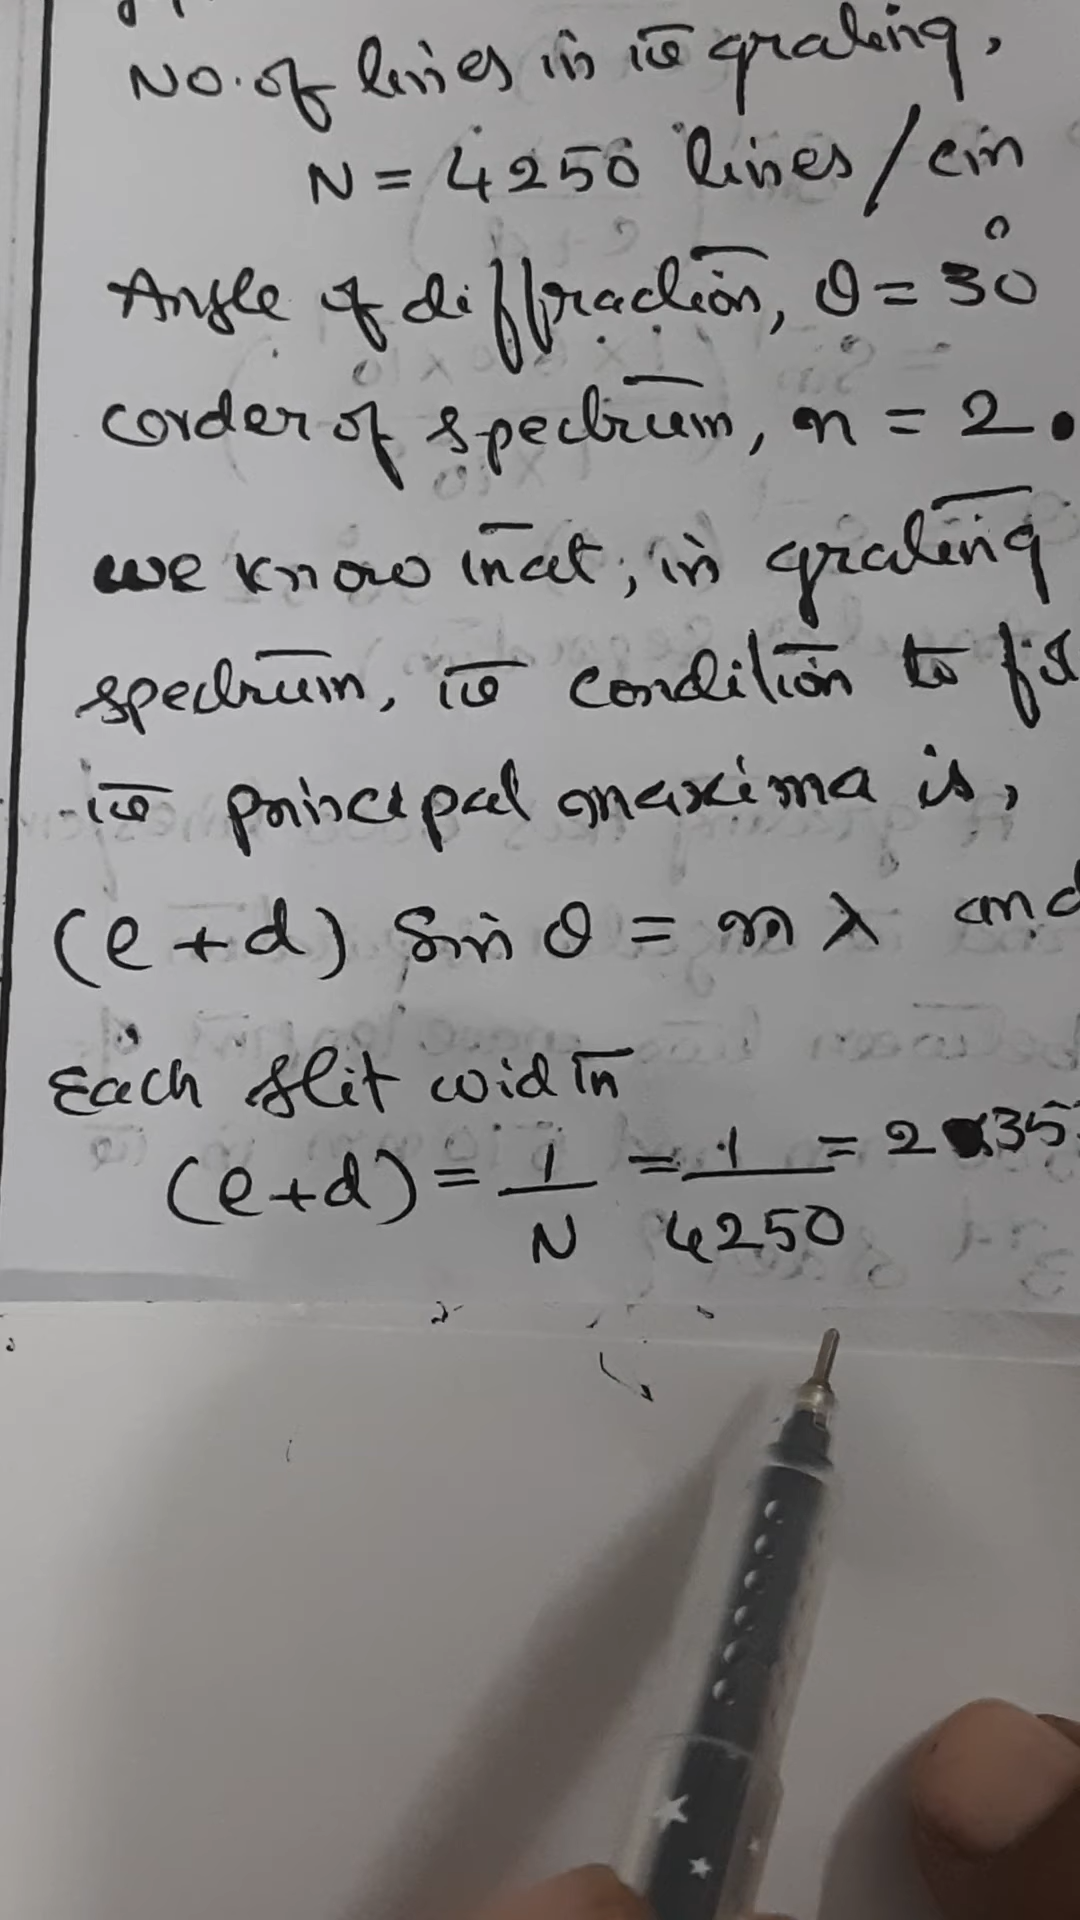 No. of lines in the grating,
N = 4250 lines/cm
Angle of diffraction, θ = 30°
order of spectrum, n = 2.
we know that, in grating
spectrum, the condition to
the principal maxima is,
(e+d) Sin θ = n λ and
Each slit width
(e+d) = 1/N = 1/4250 = 2 35